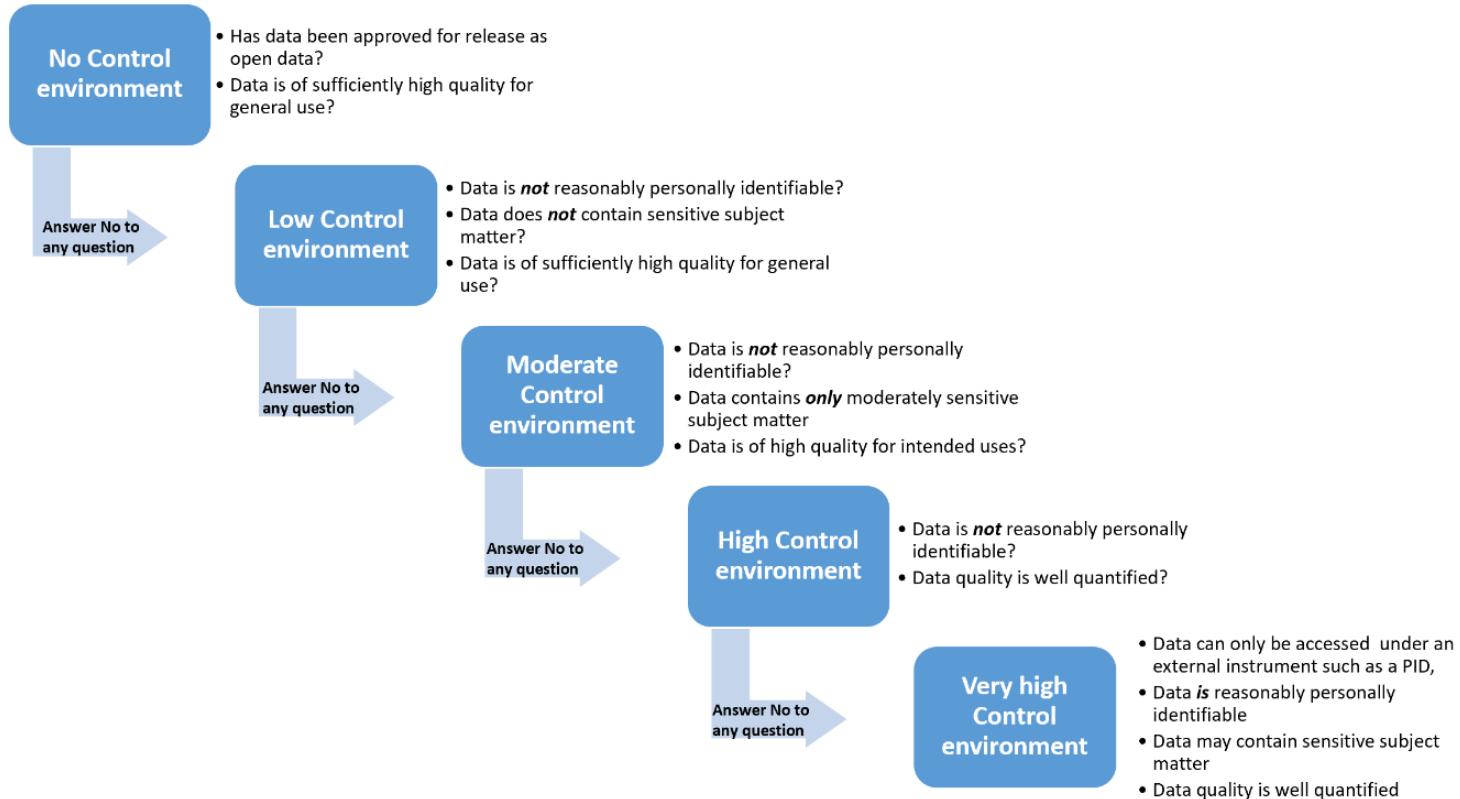 No Control
environment
• Has data been approved for release as
open data?
• Data is of sufficiently high quality for
general use?
Answer No to
any question
Low Control
environment
• Data is not reasonably personally identifiable?
• Data does not contain sensitive subject
matter?
• Data is of sufficiently high quality for general
use?
Answer No to
any question
Moderate
Control
environment
• Data is not reasonably personally
identifiable?
• Data contains only moderately sensitive
subject matter
• Data is of high quality for intended uses?
Answer No to
any question
High Control
environment
• Data is not reasonably personally
identifiable?
• Data quality is well quantified?
Answer No to
any question
Very high
Control
environment
• Data can only be accessed under an
external instrument such as a PID,
• Data is reasonably personally
identifiable
• Data may contain sensitive subject
matter
• Data quality is well quantified